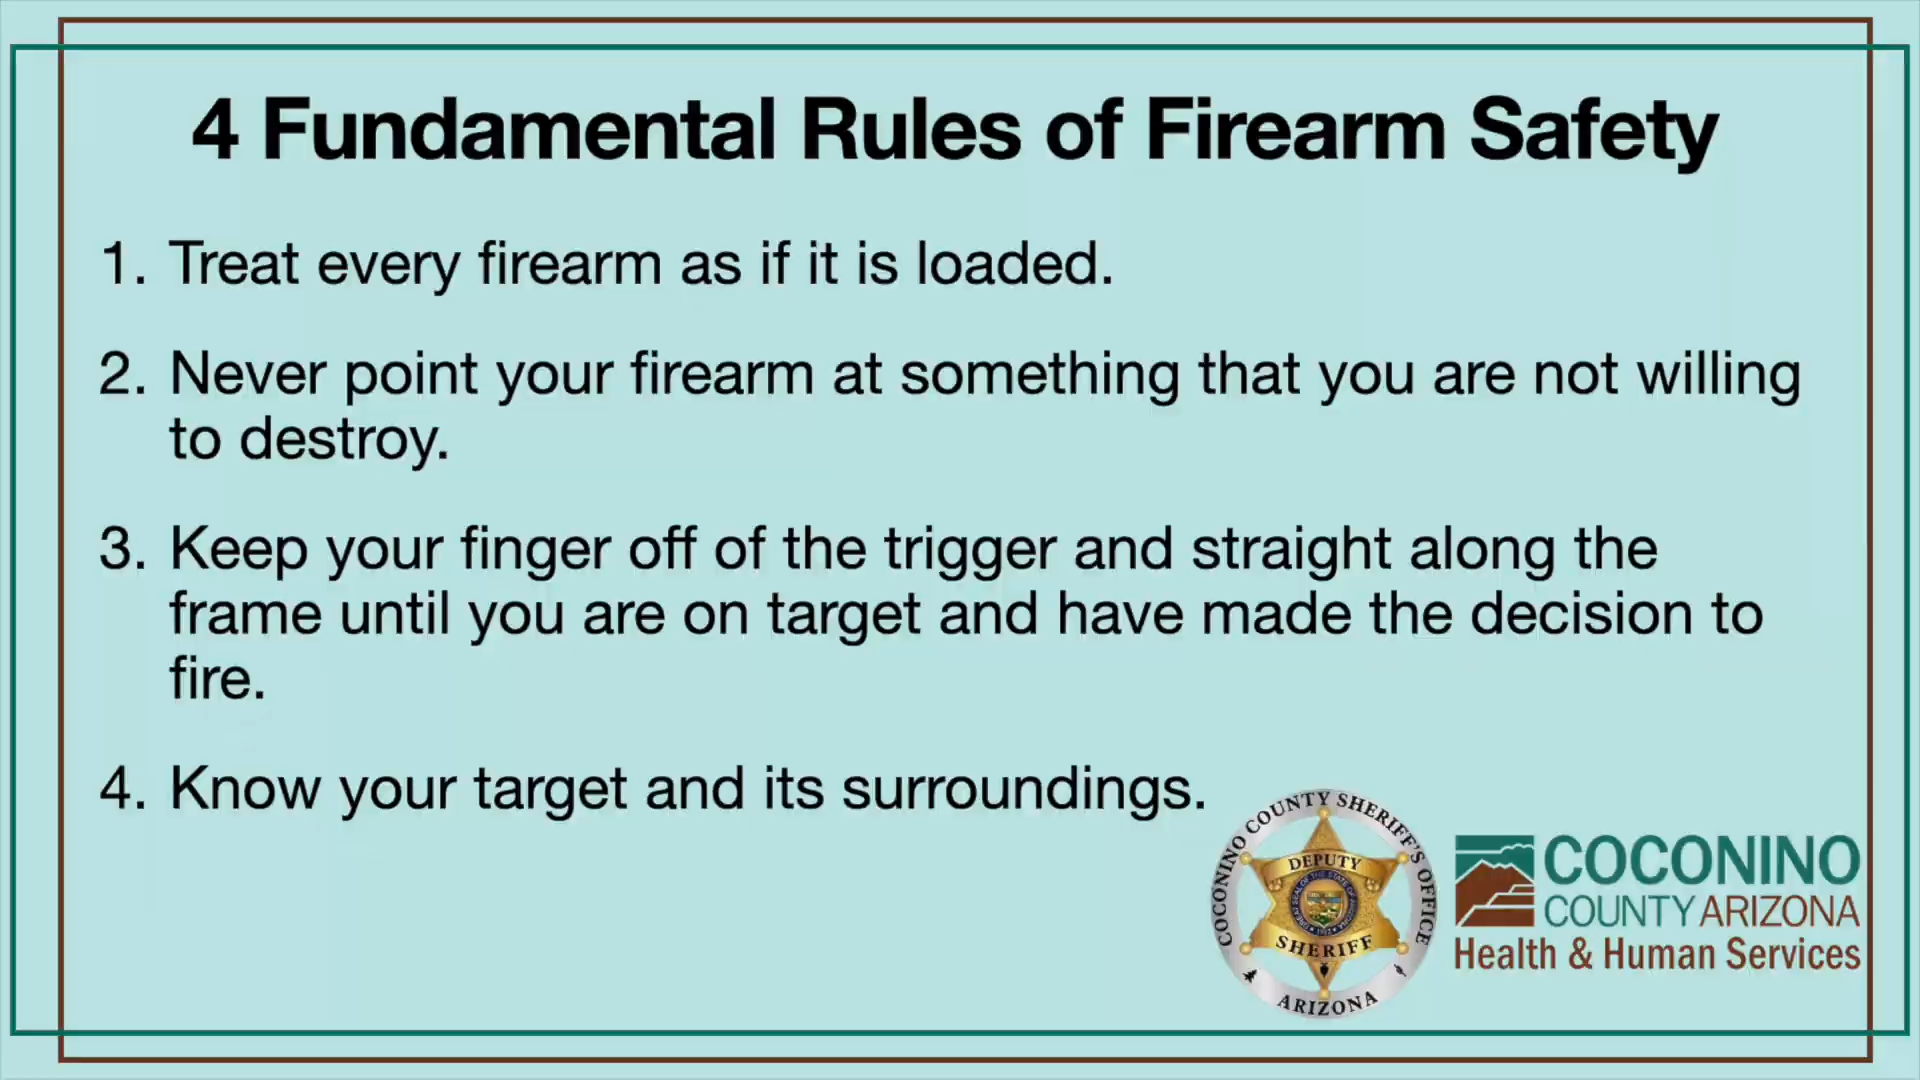 4 Fundamental Rules of Firearm Safety
1. Treat every firearm as if it is loaded.
2. Never point your firearm at something that you are not willing
to destroy.
3. Keep your finger off of the trigger and straight along the
frame until you are on target and have made the decision to
fire.
4. Know your target and its surroundings.
COCONINO COUNTY SHERIFF'S OFFICE
DEPUTY
SHERIFF
ARIZONA
COCONINO
COUNTY ARIZONA
Health & Human Services